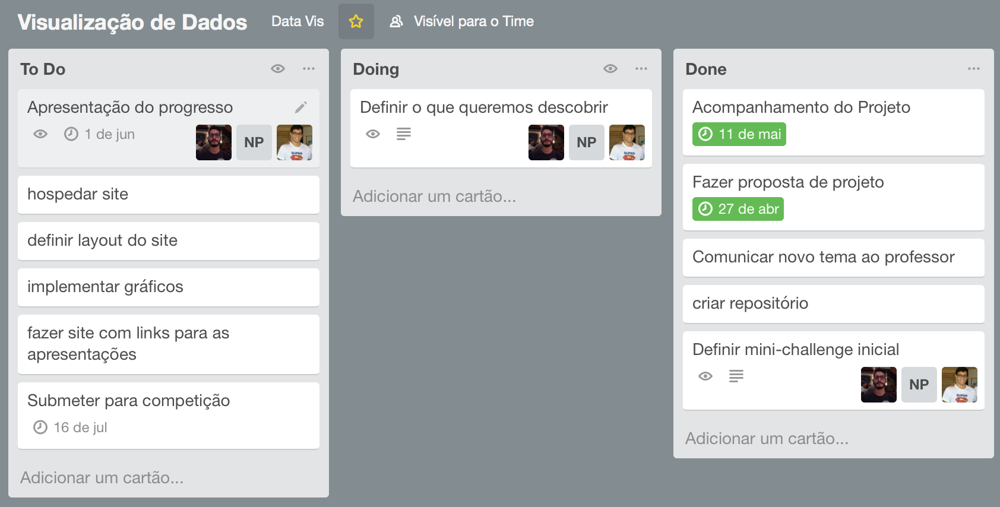 Visualização de Dados Data Vis Visível para o Time
To Do
Apresentação do progresso
1 de jun NP
SUPER
hospedar site
definir layout do site
implementar gráficos
fazer site com links para as
apresentações
Submeter para competição
16 de jul
Adicionar um cartão...
Doing
Definir o que queremos descobrir
NP
SUPER
Adicionar um cartão...
Done
Acompanhamento do Projeto
11 de mai
Fazer proposta de projeto
27 de abr
Comunicar novo tema ao professor
criar repositório
Definir mini-challenge inicial
NP
SUPER
Adicionar um cartão...